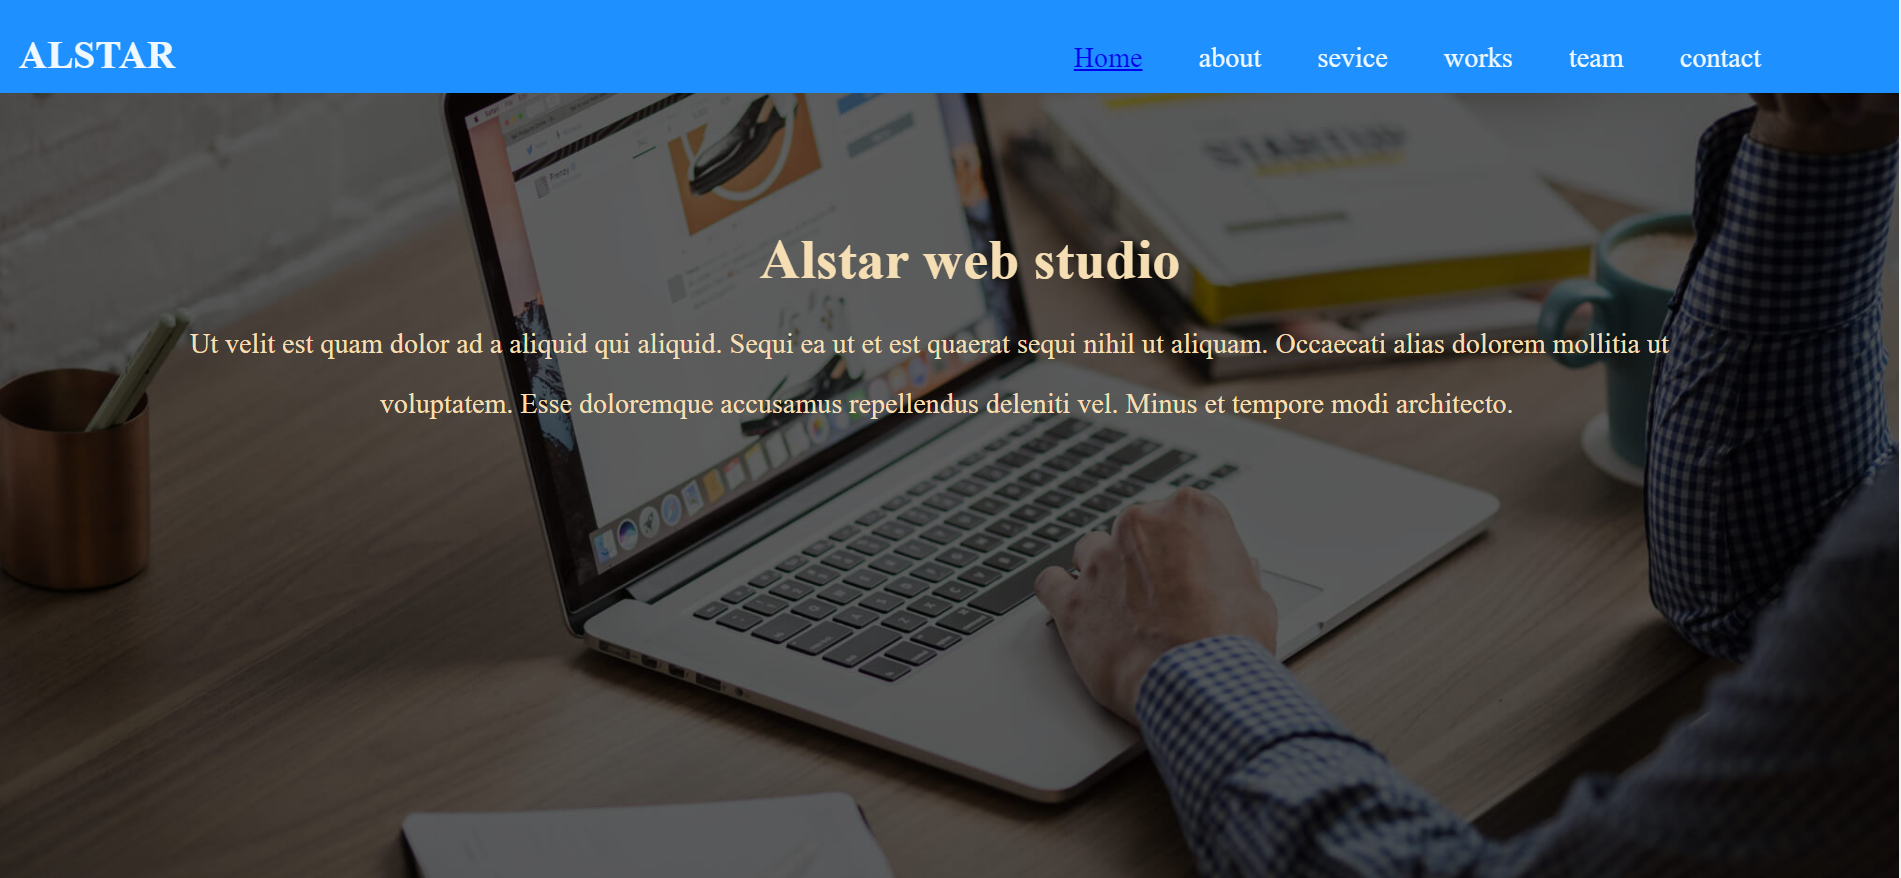 ALSTAR
Home about sevice works team contact
STARTUP
Frenzy
Alstar web studio
Ut velit est quam dolor ad a aliquid qui aliquid. Sequi ea ut et est quaerat sequi nihil ut aliquam. Occaecati alias dolorem mollitia ut
voluptatem. Esse doloremque accusamus repellendus deleniti vel. Minus et tempore modi architecto.